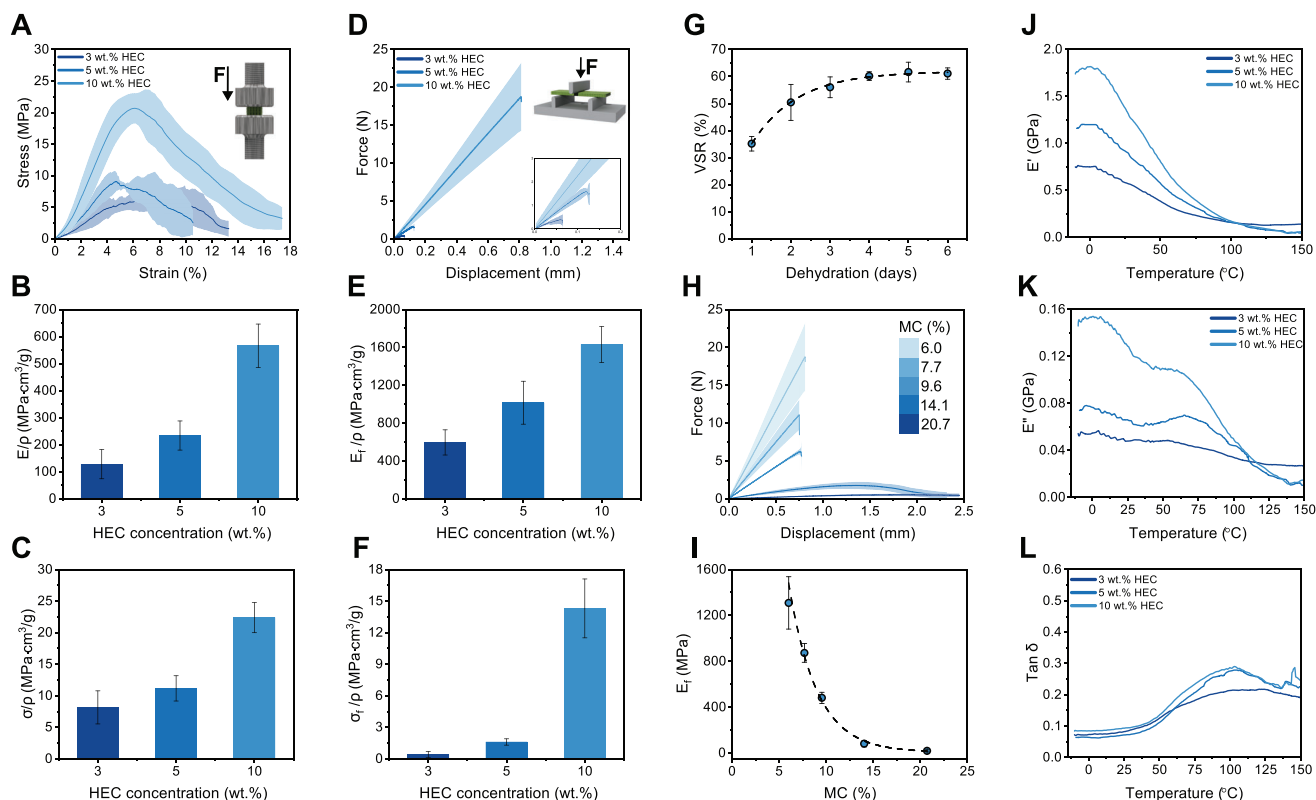 A
30
25
20
15
10
5
0
Stress (MPa)
3 wt.% HEC
5 wt.% HEC
10 wt.% HEC
F
0 2 4 6 8 10 12 14 16 18
Strain (%)
B
700
600
500
400
300
200
100
0
E/ρ (MPa·cm³/g)
3 5 10
HEC concentration (wt.%)
C
30
25
20
15
10
5
0
σ/ρ (MPa·cm³/g)
3 5 10
HEC concentration (wt.%)
D
25
20
15
10
5
0
Force (N)
3 wt.% HEC
5 wt.% HEC
10 wt.% HEC
F
0.0 0.2 0.4 0.6 0.8 1.0 1.2 1.4
Displacement (mm)
E
2000
1600
1200
800
400
0
Ef /ρ (MPa·cm³/g)
3 5 10
HEC concentration (wt.%)
F
18
15
12
9
6
3
0
σf /ρ (MPa·cm³/g)
3 5 10
HEC concentration (wt.%)
G
90
80
70
60
50
40
30
20
10
0
VSR (%)
1 2 3 4 5 6
Dehydration (days)
H
25
20
15
10
5
0
Force (N)
MC (%)
6.0
7.7
9.6
14.1
20.7
0.0 0.5 1.0 1.5 2.0 2.5
Displacement (mm)
I
1600
1200
800
400
0
Ef (MPa)
0 5 10 15 20 25
MC (%)
J
2.0
1.5
1.0
0.5
0.0
E' (GPa)
3 wt.% HEC
5 wt.% HEC
10 wt.% HEC
0 25 50 75 100 125 150
Temperature (°C)
K
0.16
0.12
0.08
0.04
0.00
E" (GPa)
3 wt.% HEC
5 wt.% HEC
10 wt.% HEC
0 25 50 75 100 125 150
Temperature (°C)
L
0.6
0.5
0.4
0.3
0.2
0.1
0.0
Tan δ
3 wt.% HEC
5 wt.% HEC
10 wt.% HEC
0 25 50 75 100 125 150
Temperature (°C)